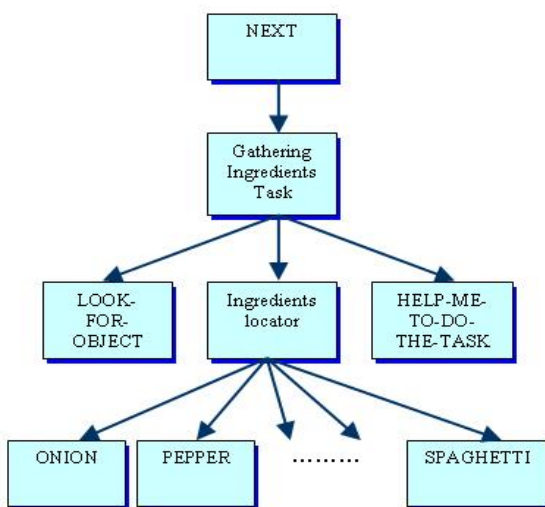 NEXT
Gathering
Ingredients
Task
LOOK-
FOR-
OBJECT
Ingredients
locator
HELP-ME-
TO-DO-
THE-TASK
ONION
PEPPER
.........
SPAGHETTI